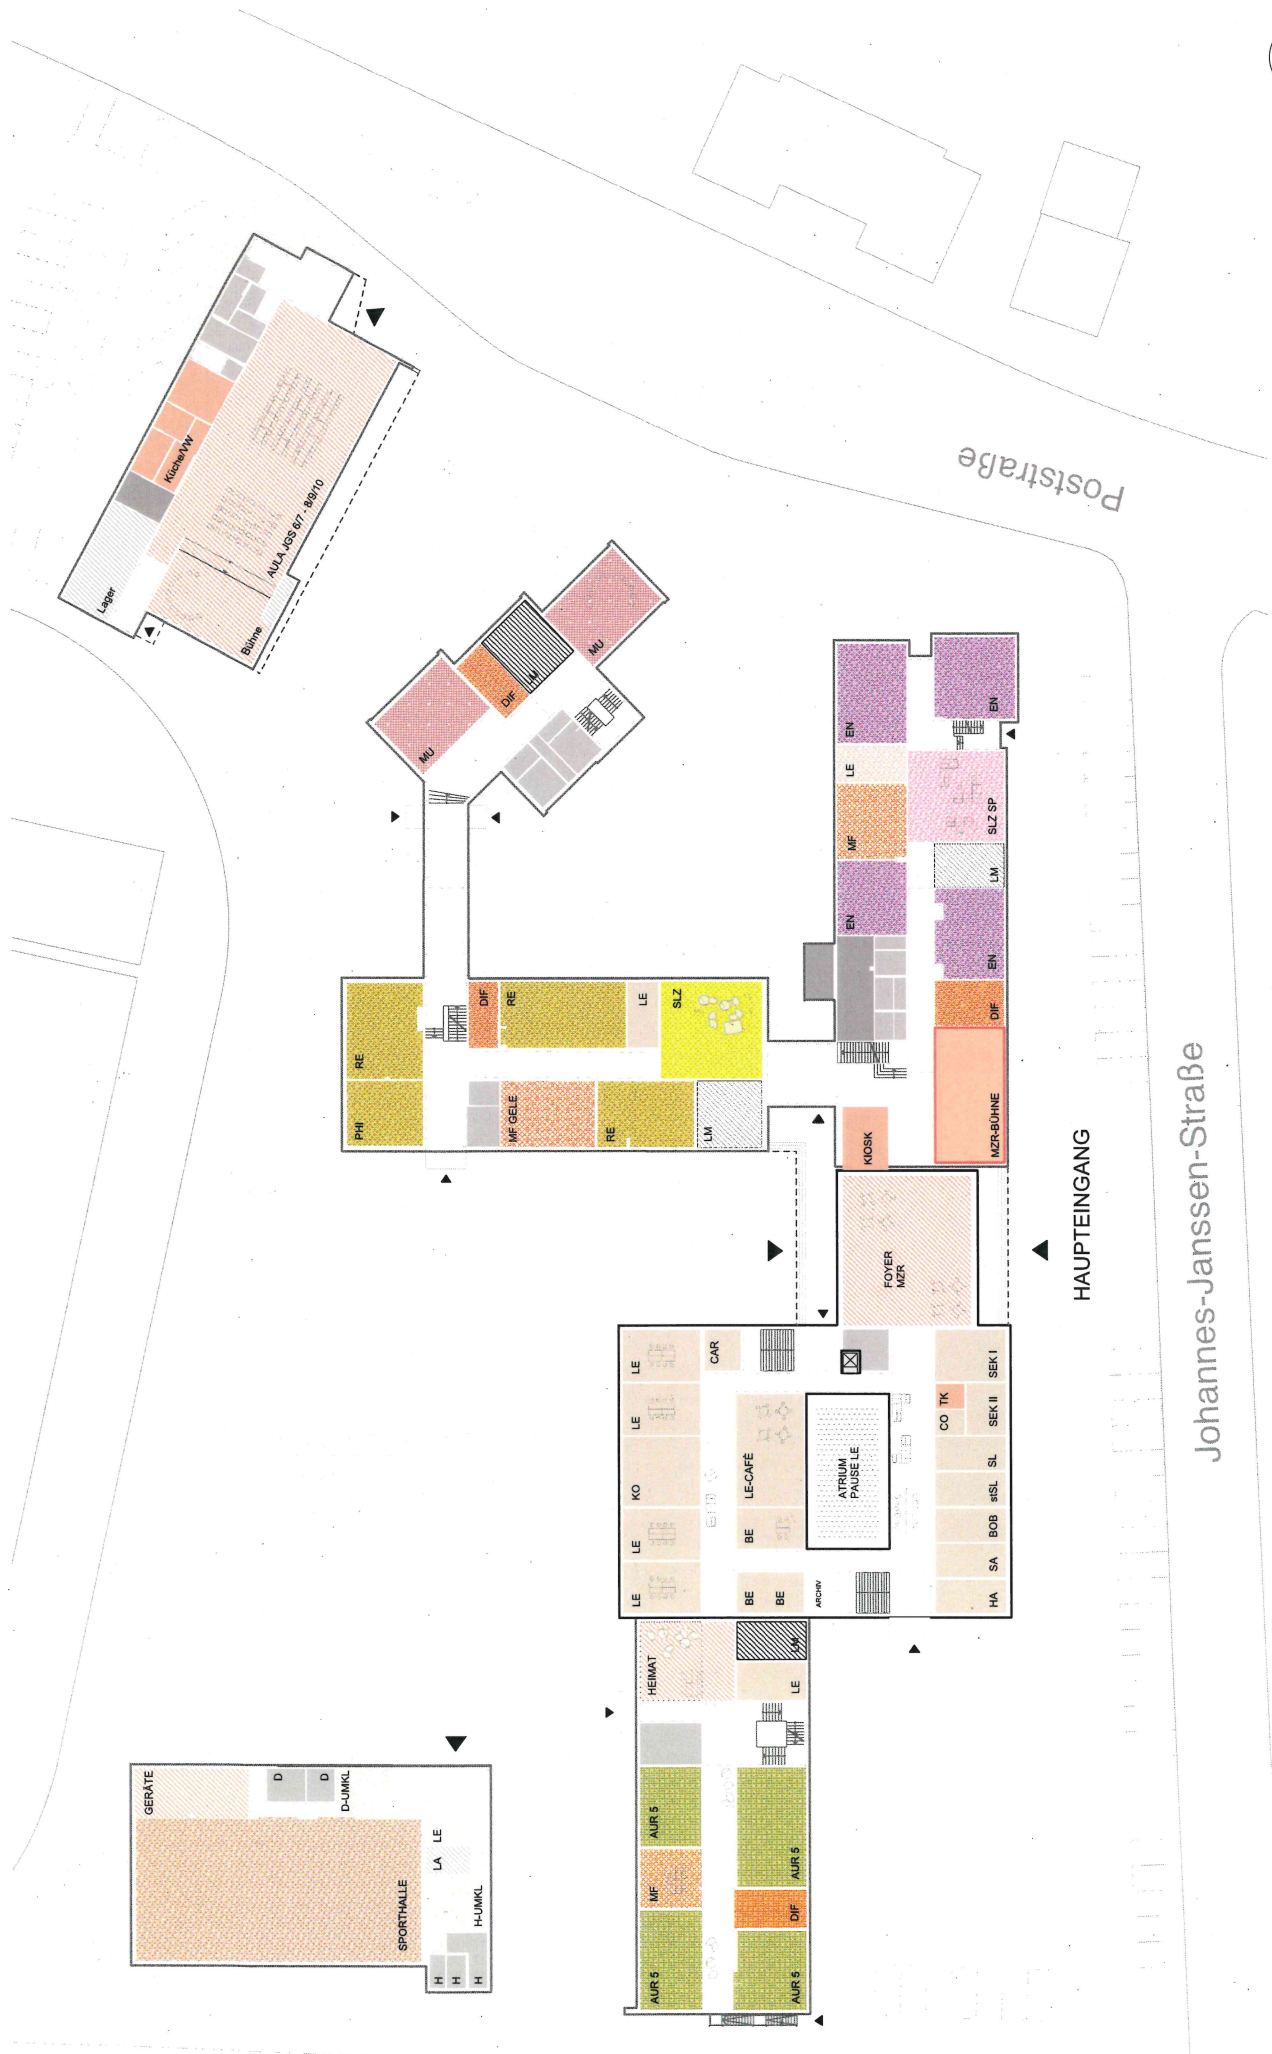 Poststraße
Johannes-Janssen-Straße
HAUPTEINGANG
Küche/VW
AULA JGS 6/7 - 8/9/10
Lager
Bühne
MU
DIF
LM
MU
EN
EN
LE
MF
SLZ SP
LM
EN
EN
DIF
MZR-BÜHNE
KIOSK
RE
DIF
RE
LE
SLZ
PHI
MF GELE
RE
LM
FOYER
MZR
LE
CAR
SEK I
LE
TK
CO
SEK II
KO
LE-CAFÉ
ATRIUM
PAUSE LE
SL
stSL
LE
BE
BOB
SA
LE
BE
BE
ARCHIV
HA
HEIMAT
LM
LE
AUR 5
AUR 5
MF
DIF
AUR 5
AUR 5
GERÄTE
D
D
D-UMKL
LE
LA
SPORTHALLE
H-UMKL
H
H
H